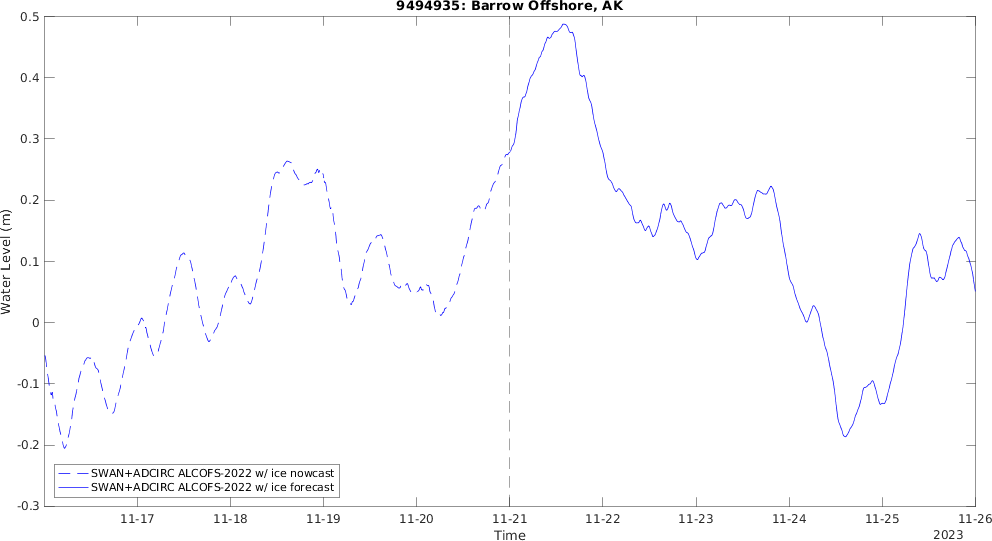 9494935: Barrow Offshore, AK
Water Level (m)
0.5
0.4
0.3
0.2
0.1
0
-0.1
-0.2
-0.3
SWAN+ADCIRC ALCOFS-2022 w/ ice nowcast
SWAN+ADCIRC ALCOFS-2022 w/ ice forecast
11-17 11-18 11-19 11-20 11-21 11-22 11-23 11-24 11-25 11-26
Time
2023